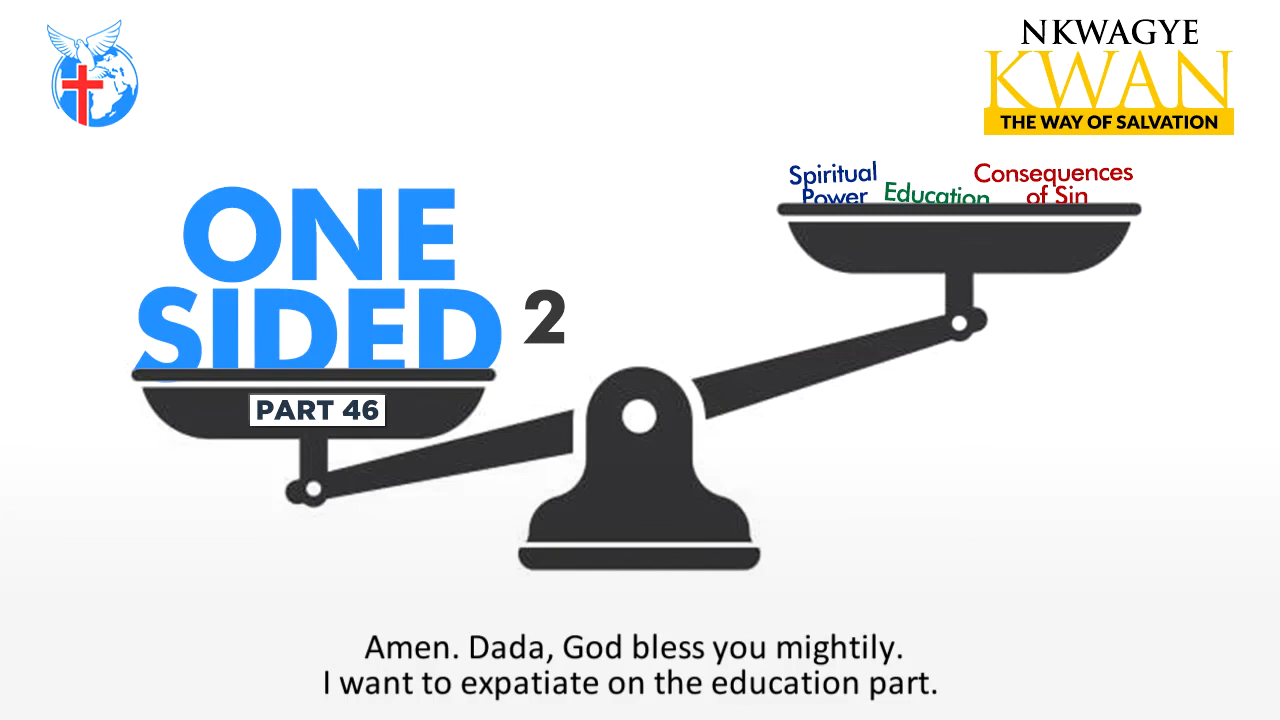 NKWAGYE
KWAN
THE WAY OF SALVATION
Spiritual
Power
Education
Consequences
of Sin
ONE
SIDED 2
PART 46
Amen. Dada, God bless you mightily.
I want to expatiate on the education part.